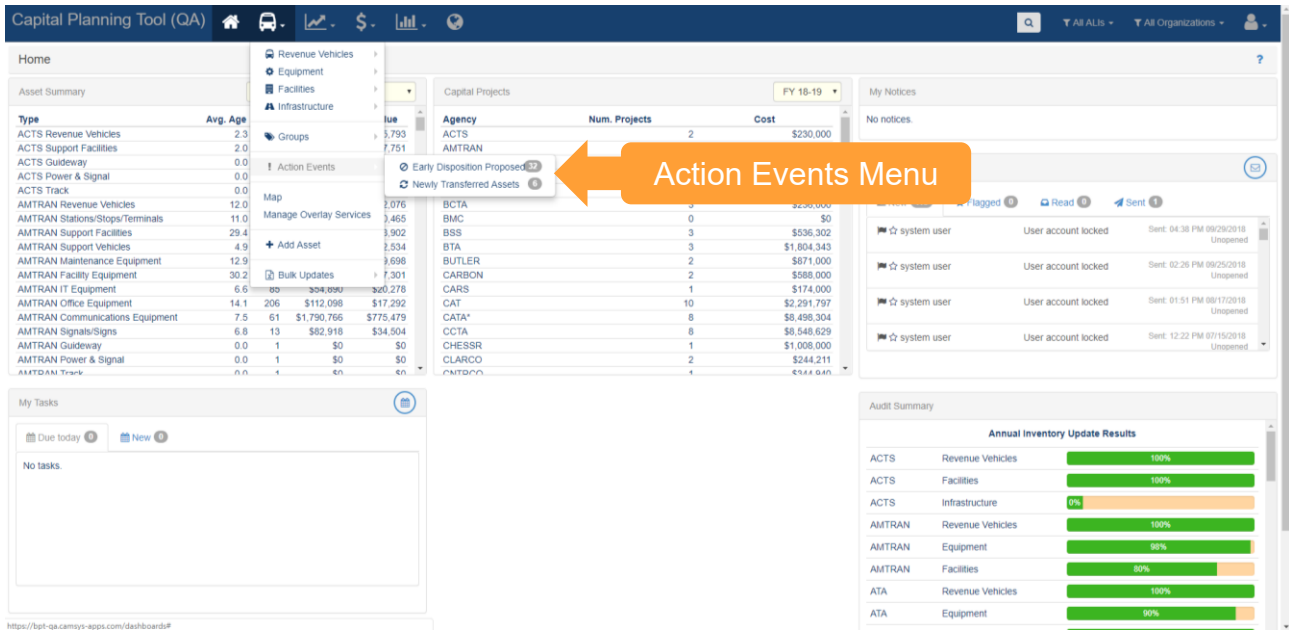 Capital Planning Tool (QA)
All ALIs
All Organizations
Home
?
Revenue Vehicles
Equipment
Facilities
Infrastructure
Groups
Action Events
Map
Manage Overlay Services
Add Asset
Bulk Updates
Early Disposition Proposed 32
Newly Transferred Assets 6
Action Events Menu
Asset Summary
Type Avg. Age
ACTS Revenue Vehicles 2.3
ACTS Support Facilities 2.0
ACTS Guideway 0.0
ACTS Power & Signal 0.0
ACTS Track 0.0
AMTRAN Revenue Vehicles 12.0
AMTRAN Stations/Stops/Terminals 11.0
AMTRAN Support Facilities 29.4
AMTRAN Support Vehicles 4.9
AMTRAN Maintenance Equipment 12.9
AMTRAN Facility Equipment 30.2
AMTRAN IT Equipment 6.6 85 $54,890 $20,278
AMTRAN Office Equipment 14.1 206 $112,098 $17,292
AMTRAN Communications Equipment 7.5 61 $1,790,766 $775,479
AMTRAN Signals/Signs 6.8 13 $82,918 $34,504
AMTRAN Guideway 0.0 1 $0 $0
AMTRAN Power & Signal 0.0 1 $0 $0
AMTRAN Track 0.0 1 $0 $0
Capital Projects FY 18-19
Agency Num. Projects Cost
ACTS 2 $230,000
AMTRAN
BCTA 3 $236,000
BMC 0 $0
BSS 3 $536,302
BTA 3 $1,804,343
BUTLER 2 $871,000
CARBON 2 $588,000
CARS 1 $174,000
CAT 10 $2,291,797
CATA* 8 $8,498,304
CCTA 8 $8,548,629
CHESSR 1 $1,008,000
CLARCO 2 $244,211
CNTRCO 1 $344,940
My Notices
No notices.
Flagged 0 Read 0 Sent 1
system user User account locked Sent: 04:38 PM 09/29/2018
Unopened
system user User account locked Sent: 02:26 PM 09/25/2018
Unopened
system user User account locked Sent: 01:51 PM 08/17/2018
Unopened
system user User account locked Sent: 12:22 PM 07/15/2018
Unopened
My Tasks
Due today 0 New 0
No tasks.
Audit Summary
Annual Inventory Update Results
ACTS Revenue Vehicles 100%
ACTS Facilities 100%
ACTS Infrastructure 0%
AMTRAN Revenue Vehicles 100%
AMTRAN Equipment 98%
AMTRAN Facilities 80%
ATA Revenue Vehicles 100%
ATA Equipment 90%
https://bpt-qa.camsys-apps.com/dashboards#